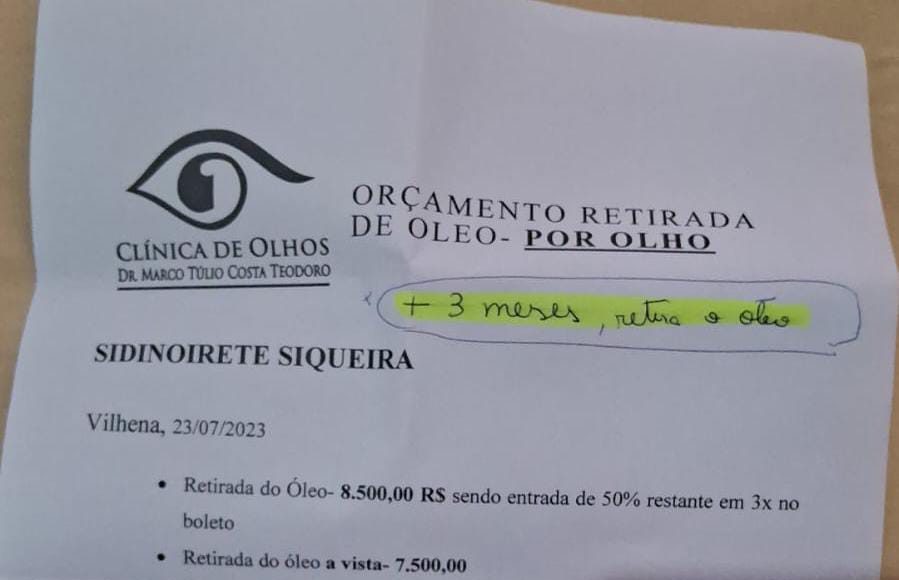 CLÍNICA DE OLHOS
DR. MARCO TÚLIO COSTA TEODORO
ORÇAMENTO RETIRADA
DE OLEO- POR OLHO
+ 3 meses, retira o óleo
SIDINOIRETE SIQUEIRA
Vilhena, 23/07/2023
• Retirada do Óleo- 8.500,00 R$ sendo entrada de 50% restante em 3x no
boleto
• Retirada do óleo a vista- 7.500,00